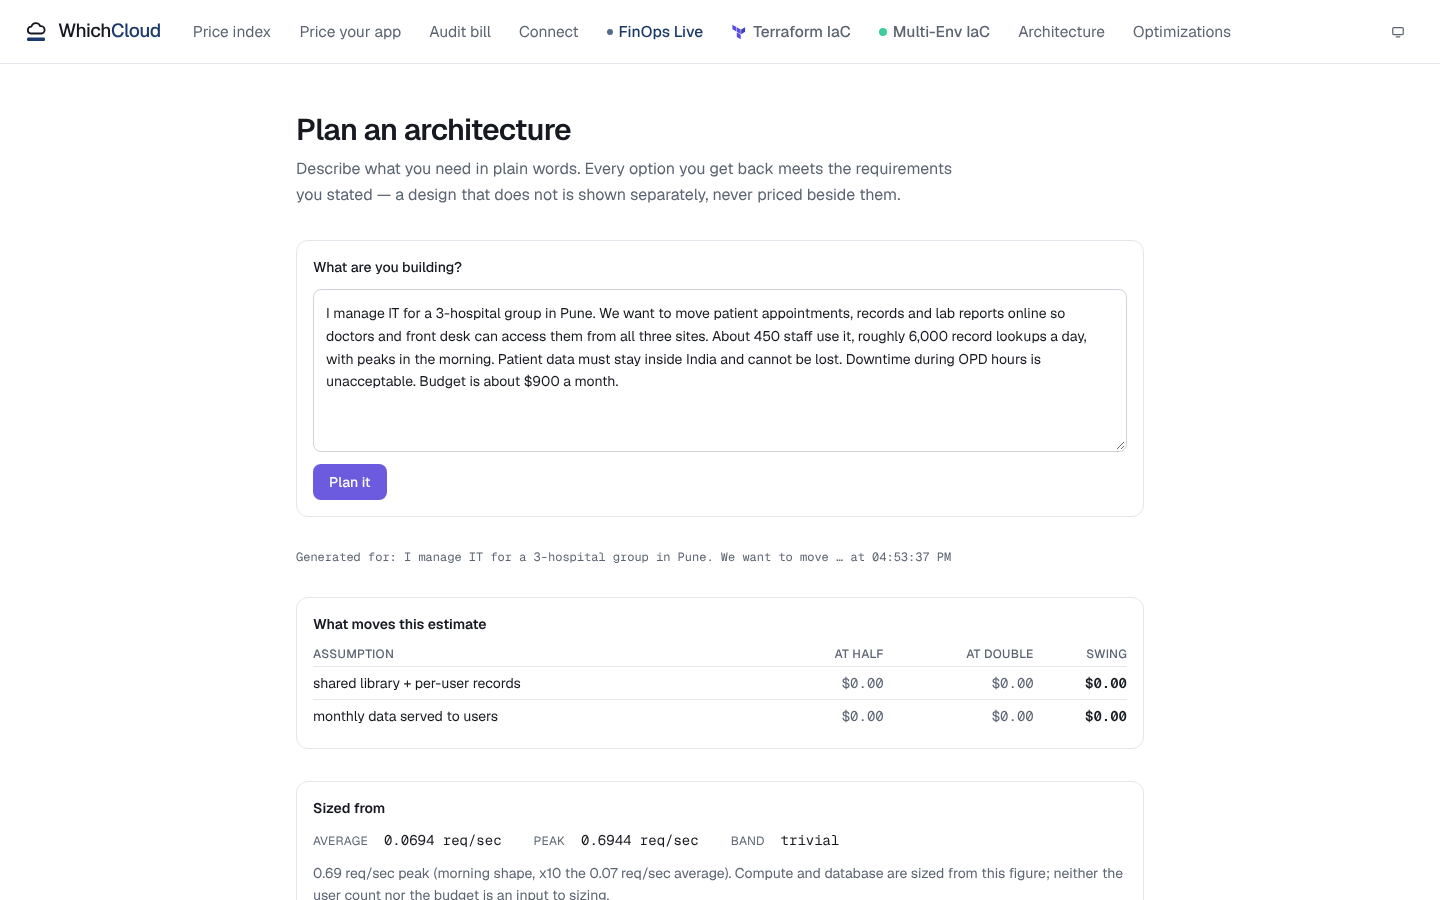 WhichCloud Price index Price your app Audit bill Connect FinOps Live Terraform IaC Multi-Env IaC Architecture Optimizations
Plan an architecture
Describe what you need in plain words. Every option you get back meets the requirements
you stated — a design that does not is shown separately, never priced beside them.
What are you building?
I manage IT for a 3-hospital group in Pune. We want to move patient appointments, records and lab reports online so
doctors and front desk can access them from all three sites. About 450 staff use it, roughly 6,000 record lookups a day,
with peaks in the morning. Patient data must stay inside India and cannot be lost. Downtime during OPD hours is
unacceptable. Budget is about $900 a month.
Plan it
Generated for: I manage IT for a 3-hospital group in Pune. We want to move … at 04:53:37 PM
What moves this estimate
ASSUMPTION AT HALF AT DOUBLE SWING
shared library + per-user records $0.00 $0.00 $0.00
monthly data served to users $0.00 $0.00 $0.00
Sized from
AVERAGE 0.0694 req/sec PEAK 0.6944 req/sec BAND trivial
0.69 req/sec peak (morning shape, x10 the 0.07 req/sec average). Compute and database are sized from this figure; neither the
user count nor the budget is an input to sizing.